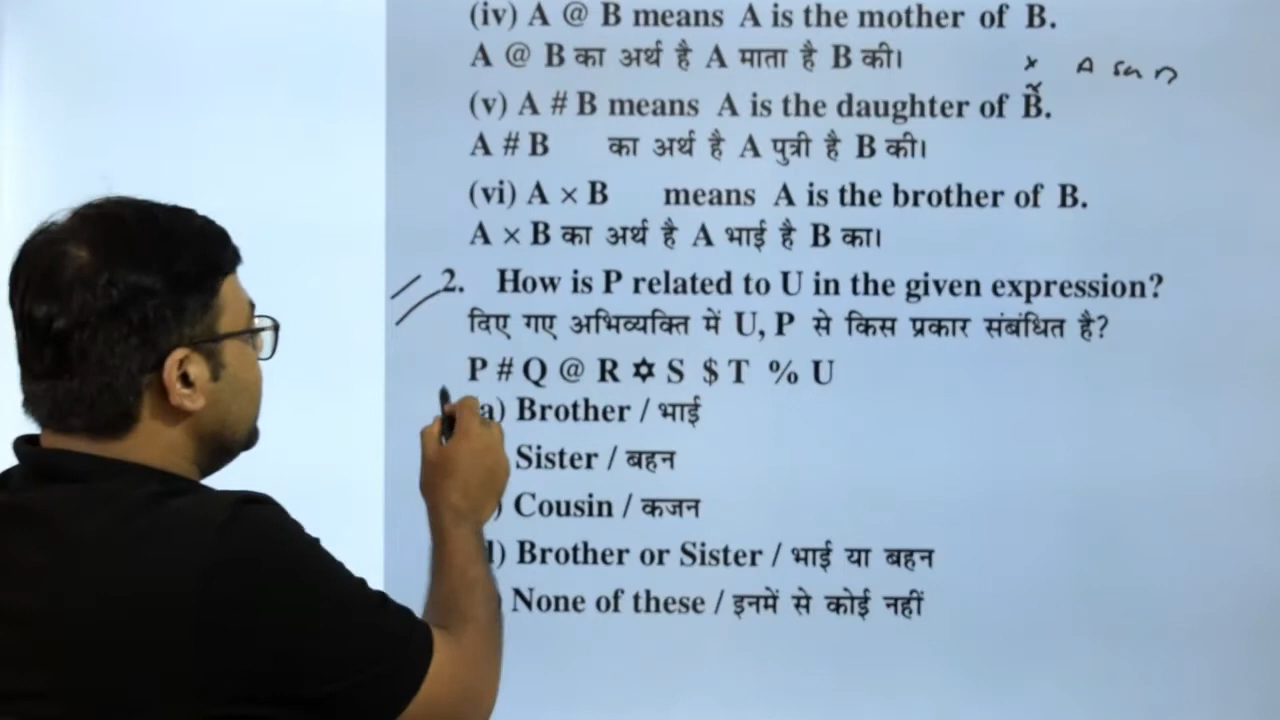 (iv) A @ B means A is the mother of B.
A @ B का अर्थ है A माता है B की।
(v) A # B means A is the daughter of B.
A # B का अर्थ है A पुत्री है B की।
(vi) A × B means A is the brother of B.
A × B का अर्थ है A भाई है B का।
2. How is P related to U in the given expression?
दिए गए अभिव्यक्ति में U, P से किस प्रकार संबंधित है?
P # Q @ R ✡ S $ T % U
a) Brother / भाई
Sister / बहन
) Cousin / कजन
d) Brother or Sister / भाई या बहन
) None of these / इनमें से कोई नहीं